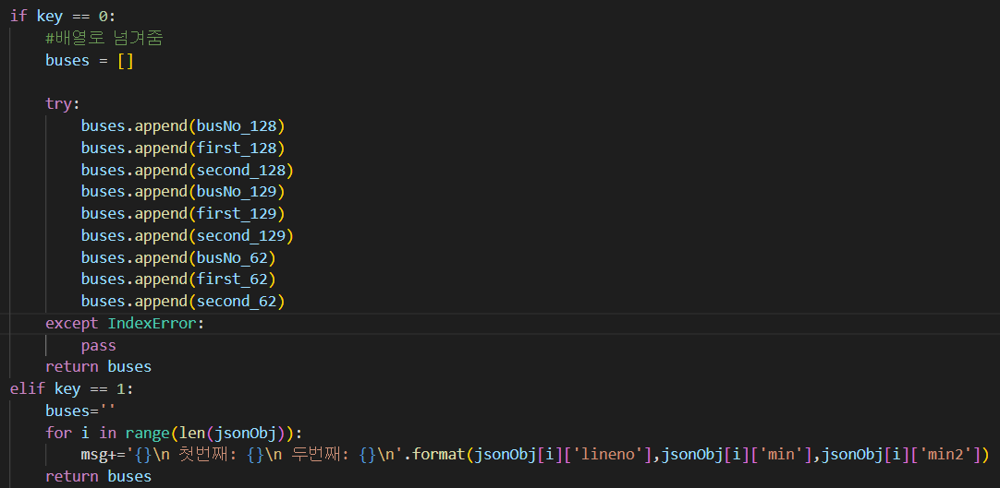 if key == 0:
    #배열로 넘겨줌
    buses = []

    try:
        buses.append(busNo_128)
        buses.append(first_128)
        buses.append(second_128)
        buses.append(busNo_129)
        buses.append(first_129)
        buses.append(second_129)
        buses.append(busNo_62)
        buses.append(first_62)
        buses.append(second_62)
    except IndexError:
        pass
    return buses
elif key == 1:
    buses=''
    for i in range(len(jsonObj)):
        msg+='{}\n 첫번째: {}\n 두번째: {}\n'.format(jsonObj[i]['lineno'],jsonObj[i]['min'],jsonObj[i]['min2'])
    return buses